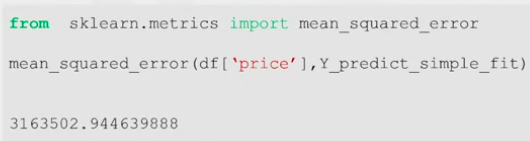 from sklearn.metrics import mean_squared_error
mean_squared_error(df[‘price’],Y_predict_simple_fit)
3163502.944639888